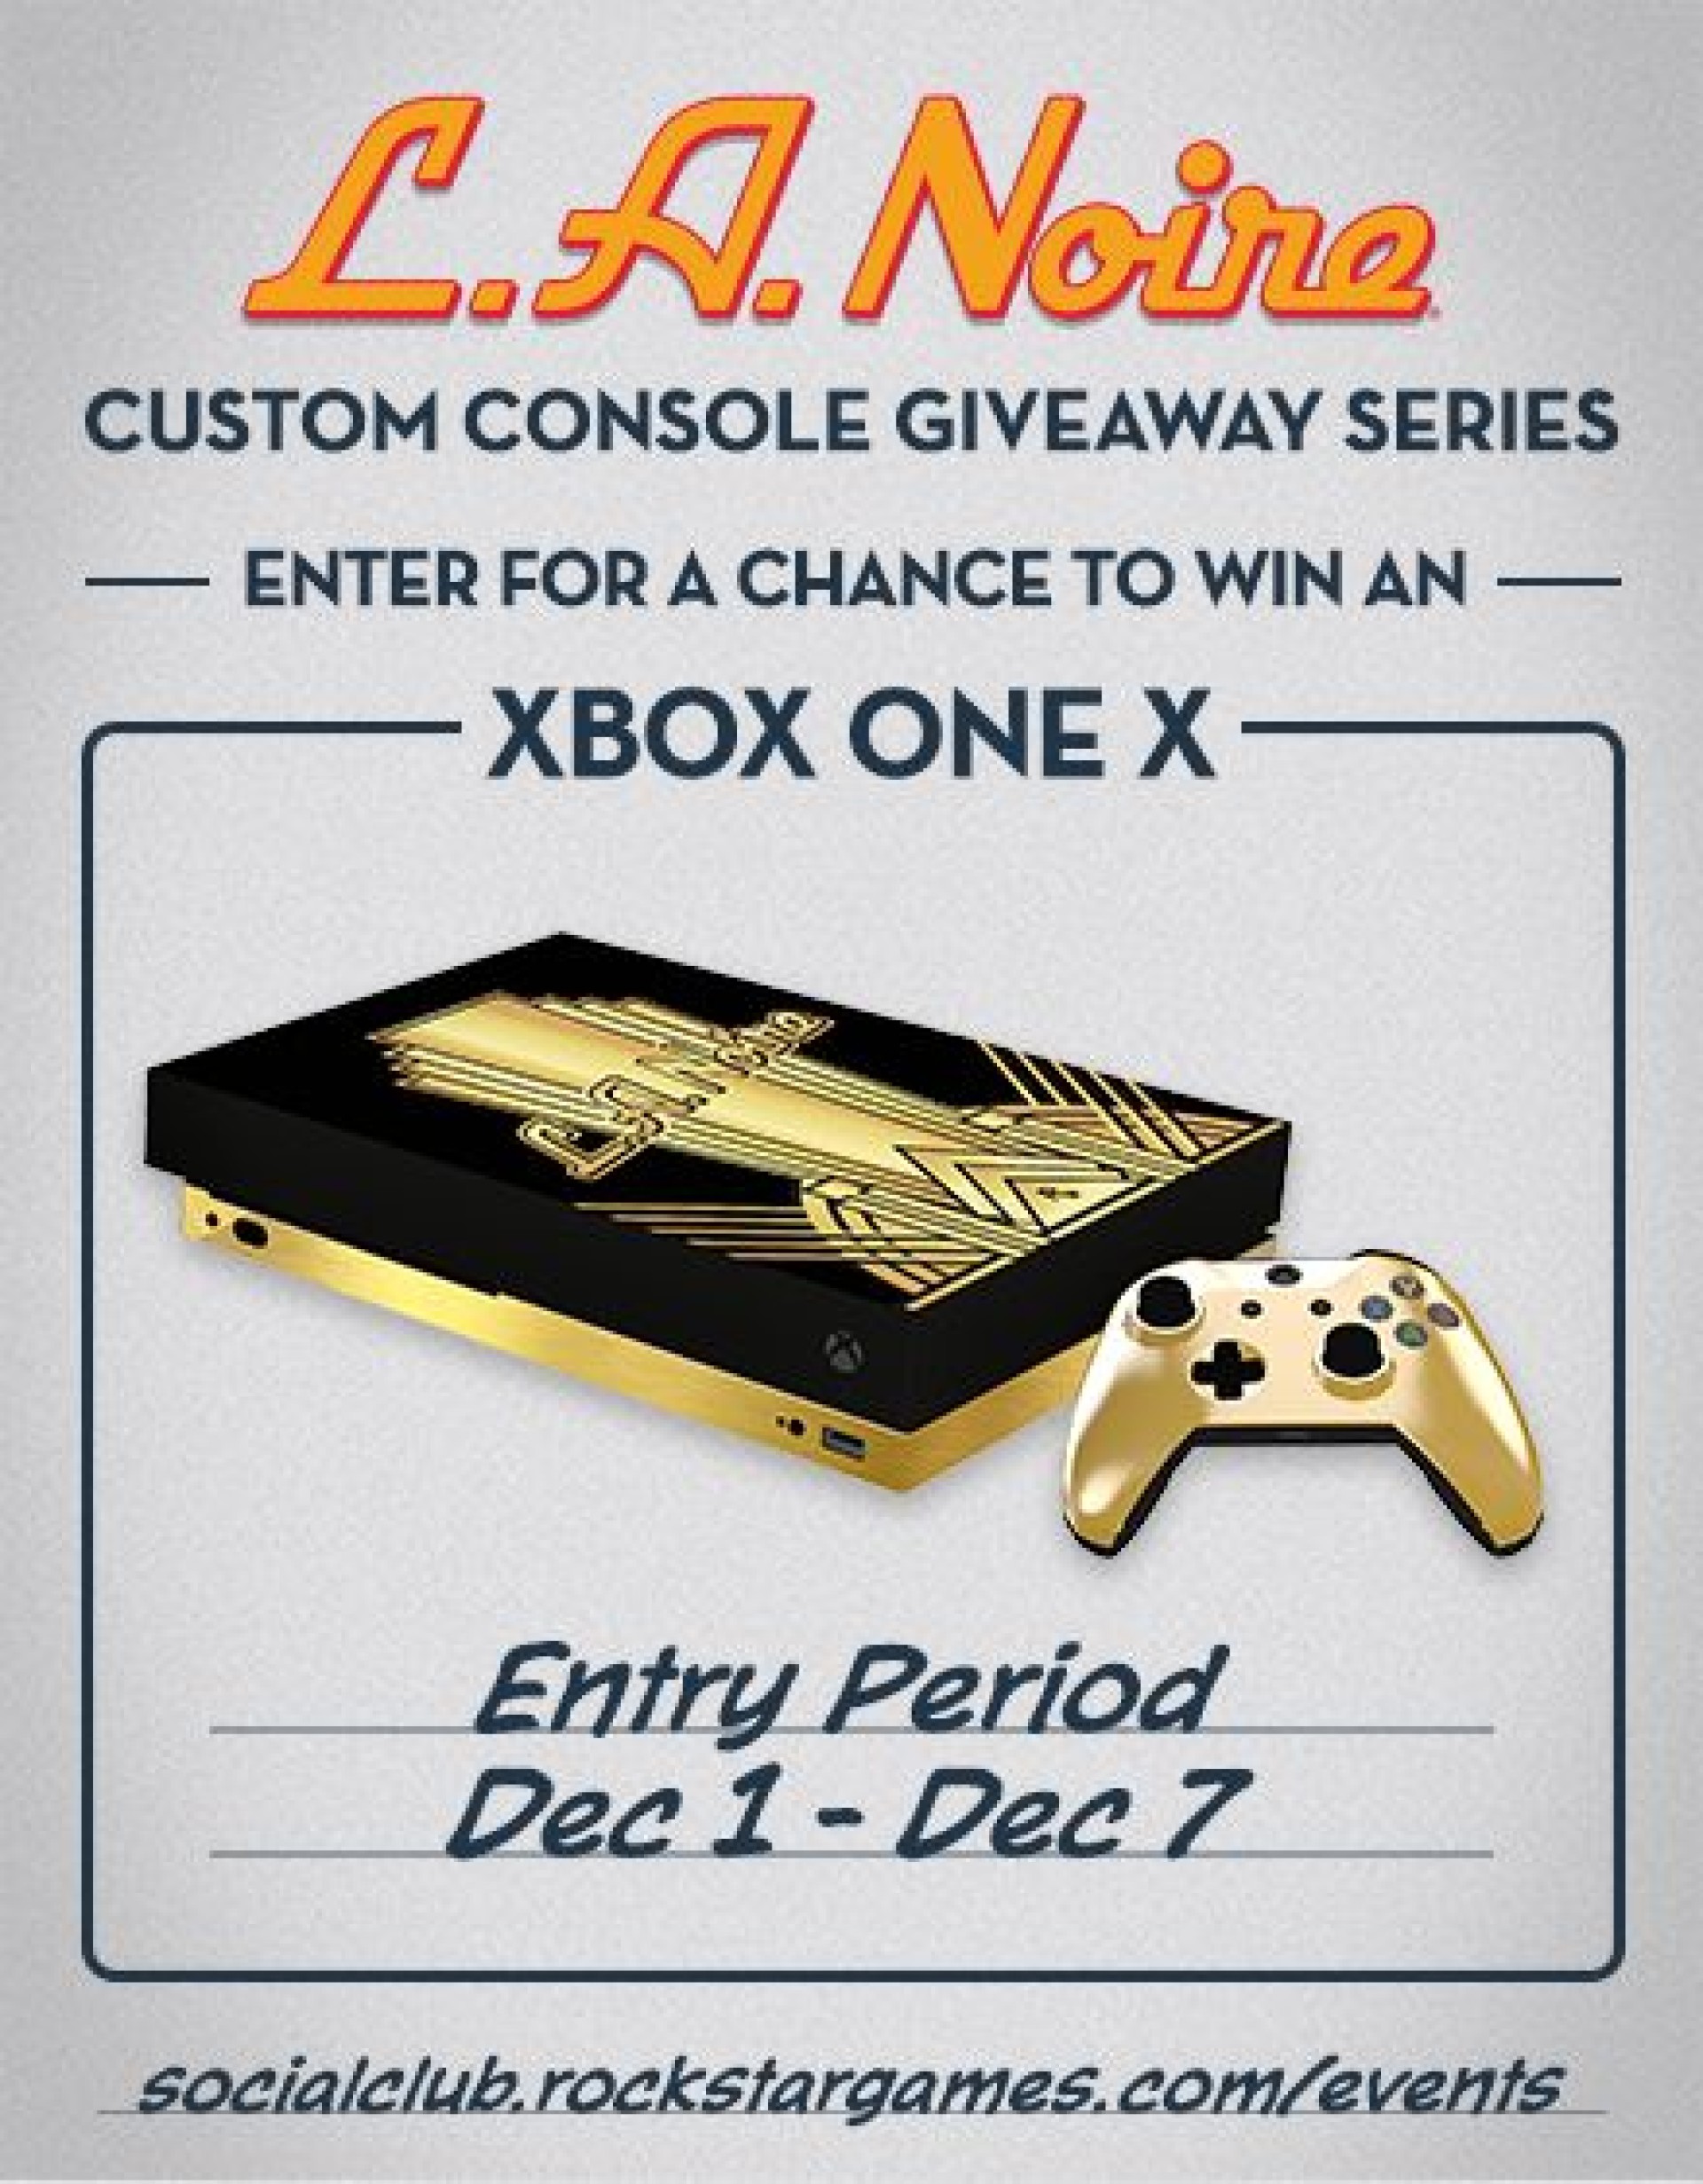 L.A. Noire
CUSTOM CONSOLE GIVEAWAY SERIES
ENTER FOR A CHANCE TO WIN AN
XBOX ONE X
L.A. Noire
Entry Period
Dec 1 - Dec 7
socialclub.rockstargames.com/events